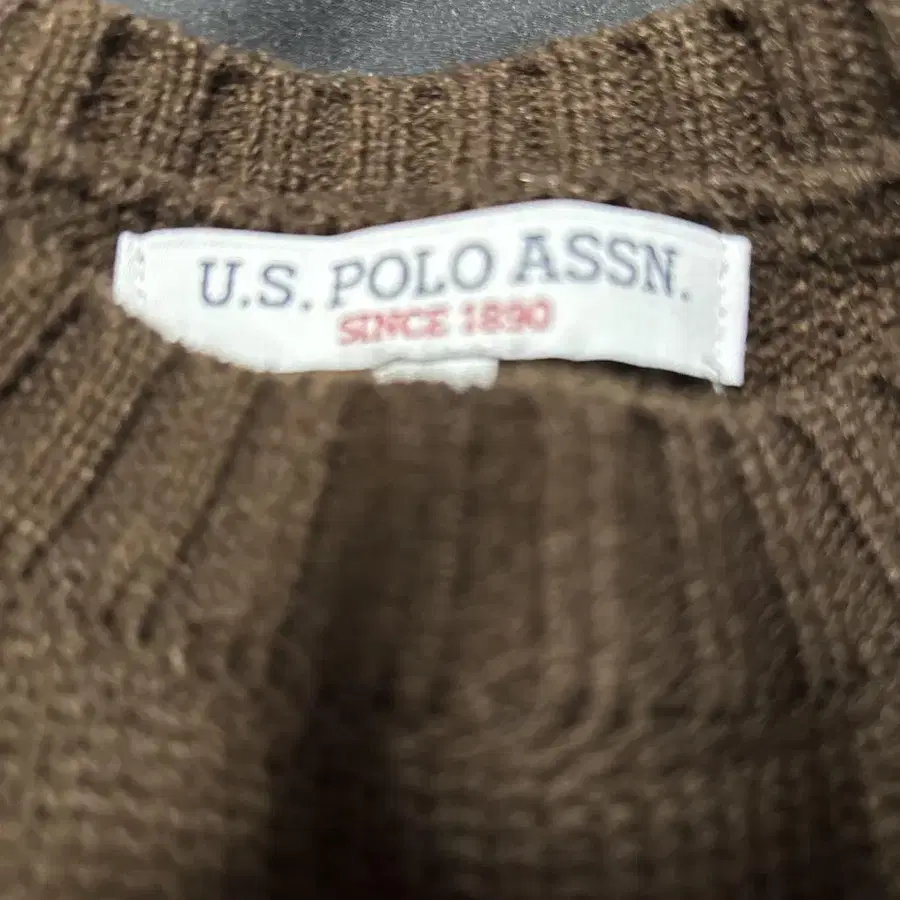 U.S. POLO ASSN.
SINCE 1890